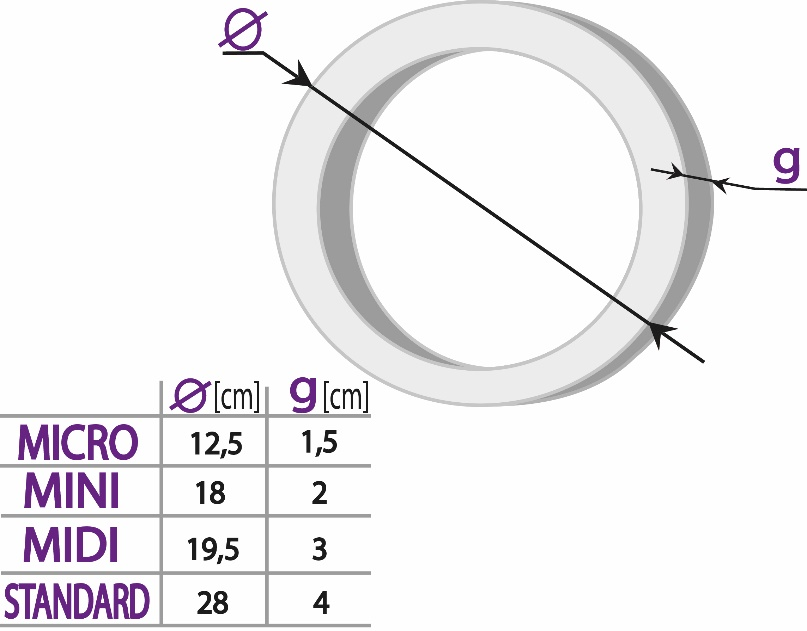 Ø
g
Ø [cm] g [cm]
MICRO 12,5 1,5
MINI 18 2
MIDI 19,5 3
STANDARD 28 4